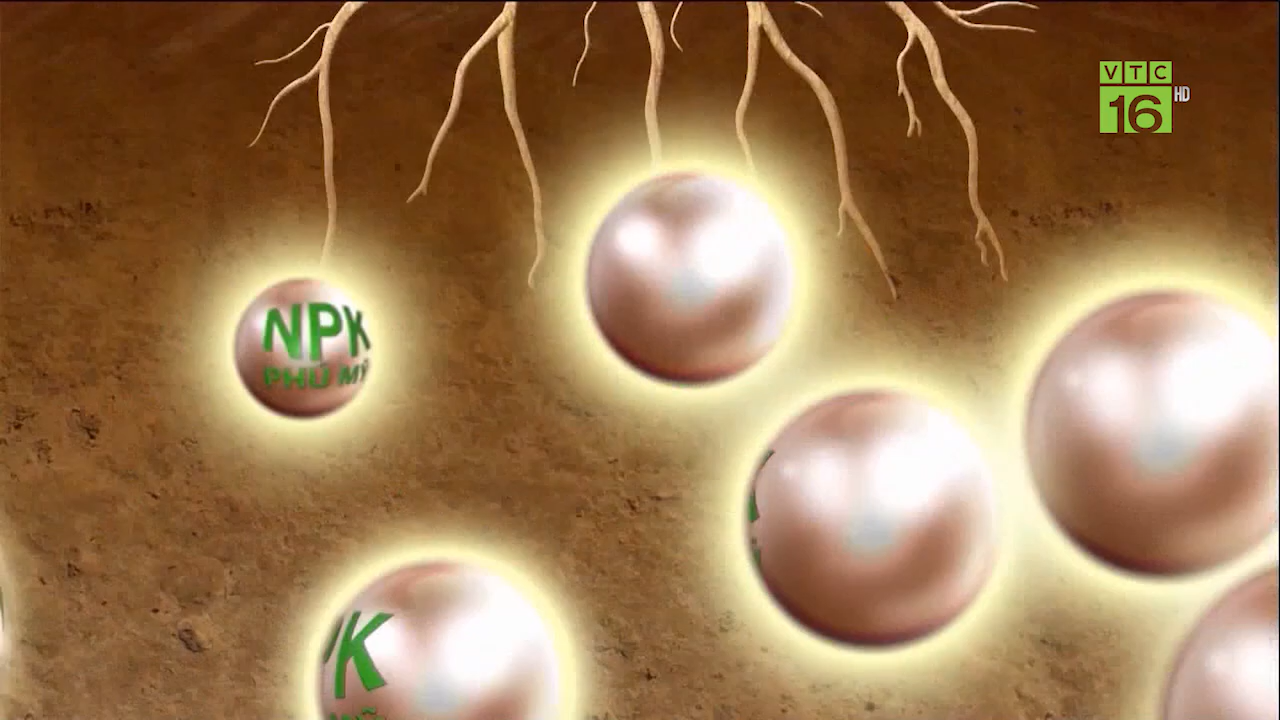 VTC
16 HD
NPK
PHÚ MỸ
K